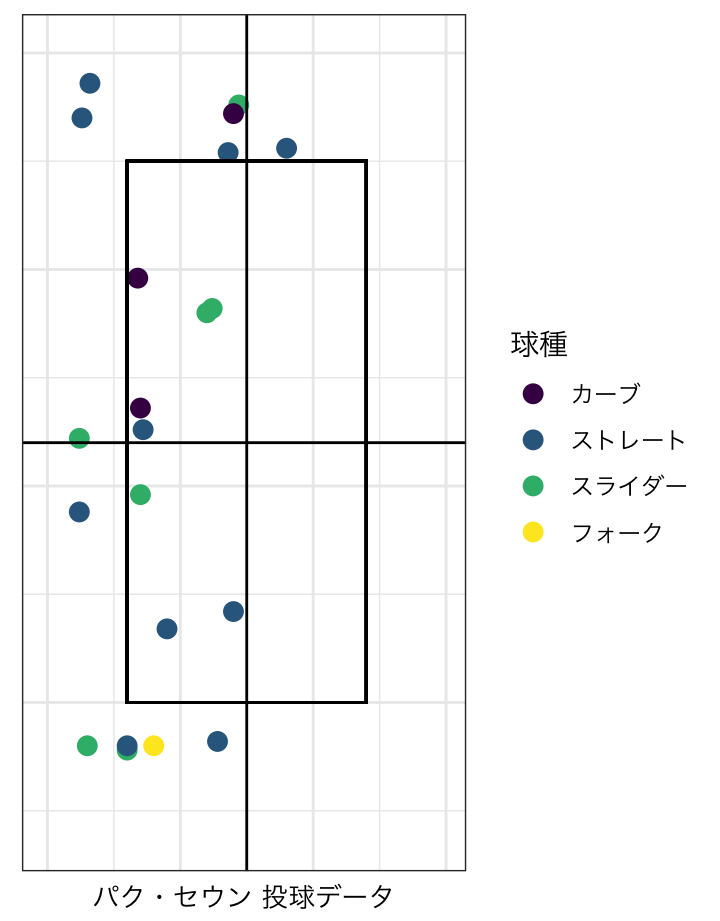 球種
カーブ
ストレート
スライダー
フォーク
パク・セウン 投球データ